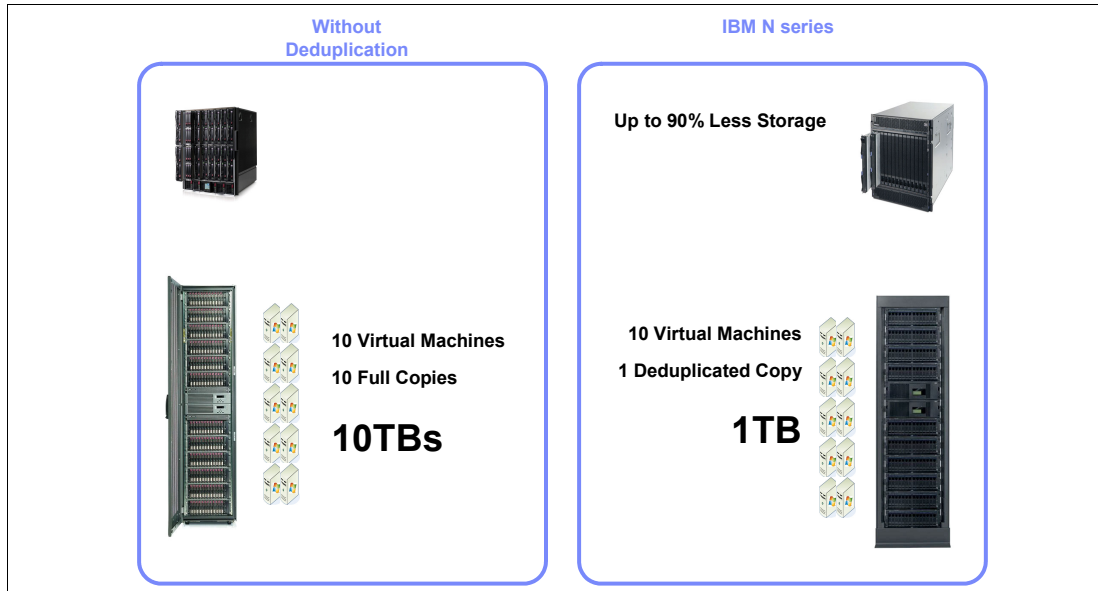 Without
Deduplication
10 Virtual Machines
10 Full Copies
10TBs
IBM N series
Up to 90% Less Storage
10 Virtual Machines
1 Deduplicated Copy
1TB